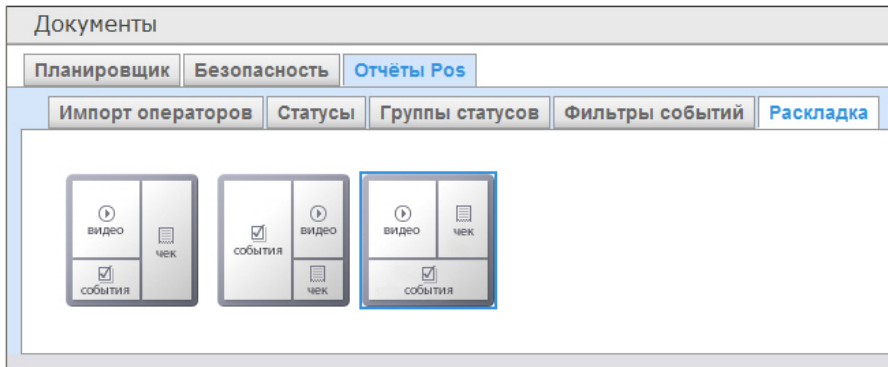 Документы
Планировщик Безопасность Отчёты Pos
Импорт операторов Статусы Группы статусов Фильтры событий Раскладка
видео чек события
события видео чек
видео чек события